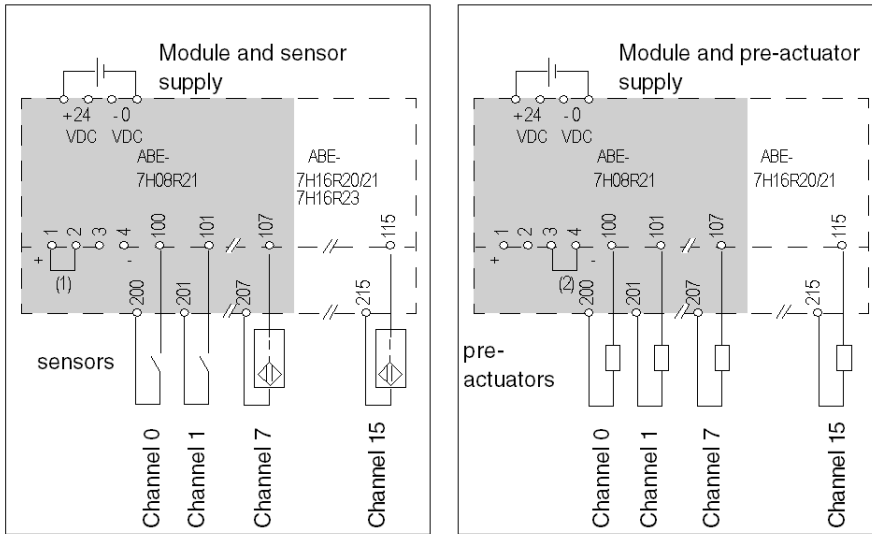 Module and sensor
supply
+24 -0
VDC VDC
ABE-
7H08R21
ABE-
7H16R20/21
7H16R23
1 2 3 4 100 101 107 115
+ (1) -
200 201 207 215
sensors
Channel 0
Channel 1
Channel 7
Channel 15
Module and pre-actuator
supply
+24 -0
VDC VDC
ABE-
7H08R21
ABE-
7H16R20/21
1 2 3 4 100 101 107 115
+ (2) -
200 201 207 215
pre-
actuators
Channel 0
Channel 1
Channel 7
Channel 15